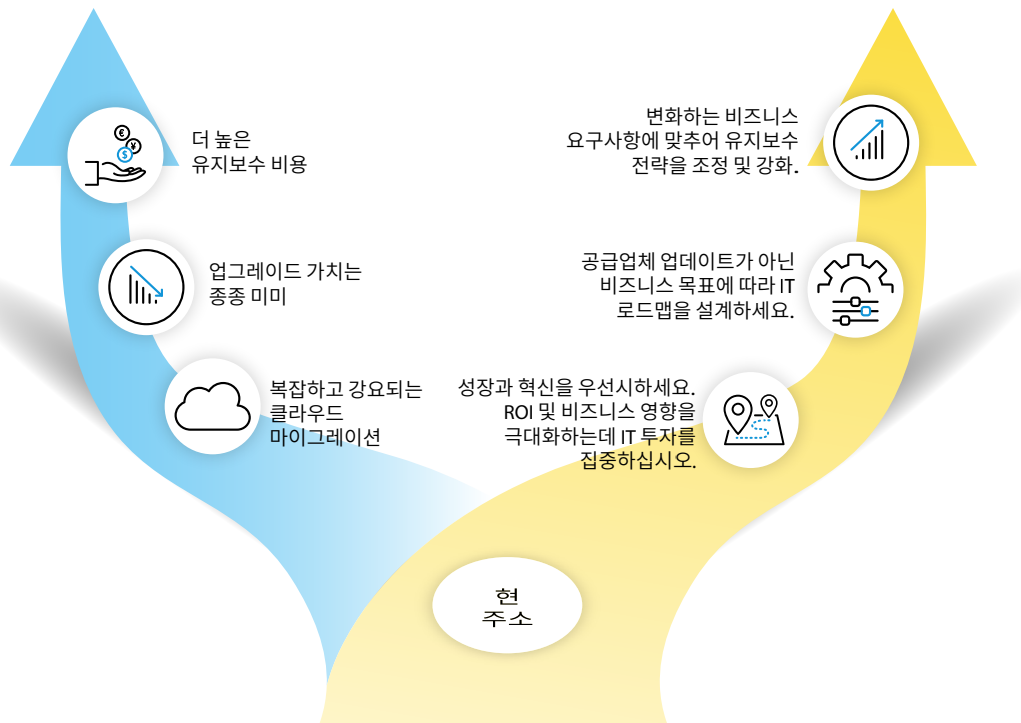 더 높은
유지보수 비용
업그레이드 가치는
종종 미미
복잡하고 강요되는
클라우드
마이그레이션
변화하는 비즈니스
요구사항에 맞추어 유지보수
전략을 조정 및 강화.
공급업체 업데이트가 아닌
비즈니스 목표에 따라 IT
로드맵을 설계하세요.
성장과 혁신을 우선시하세요.
ROI 및 비즈니스 영향을
극대화하는데 IT 투자를
집중하십시오.
현
주소